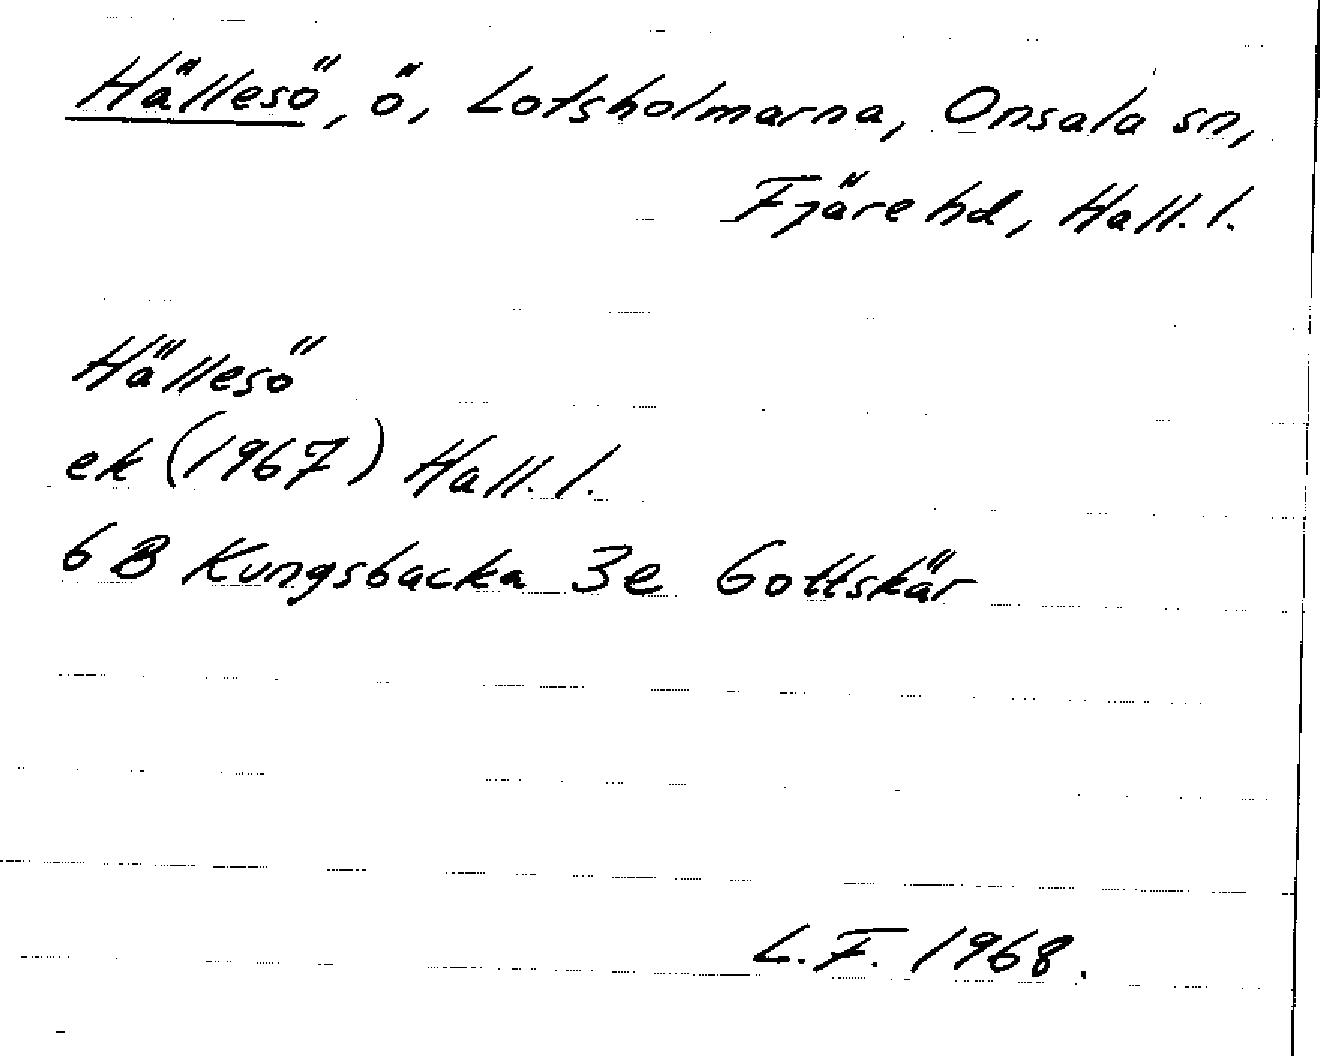 Hällesö, ö, Lotsholmarna, Onsala sn,
Fjäre hd, Hall. l.
Hällesö
ek (1967) Hall. l.
6 B Kungsbacka 3e Gottskär
L.F. 1968.